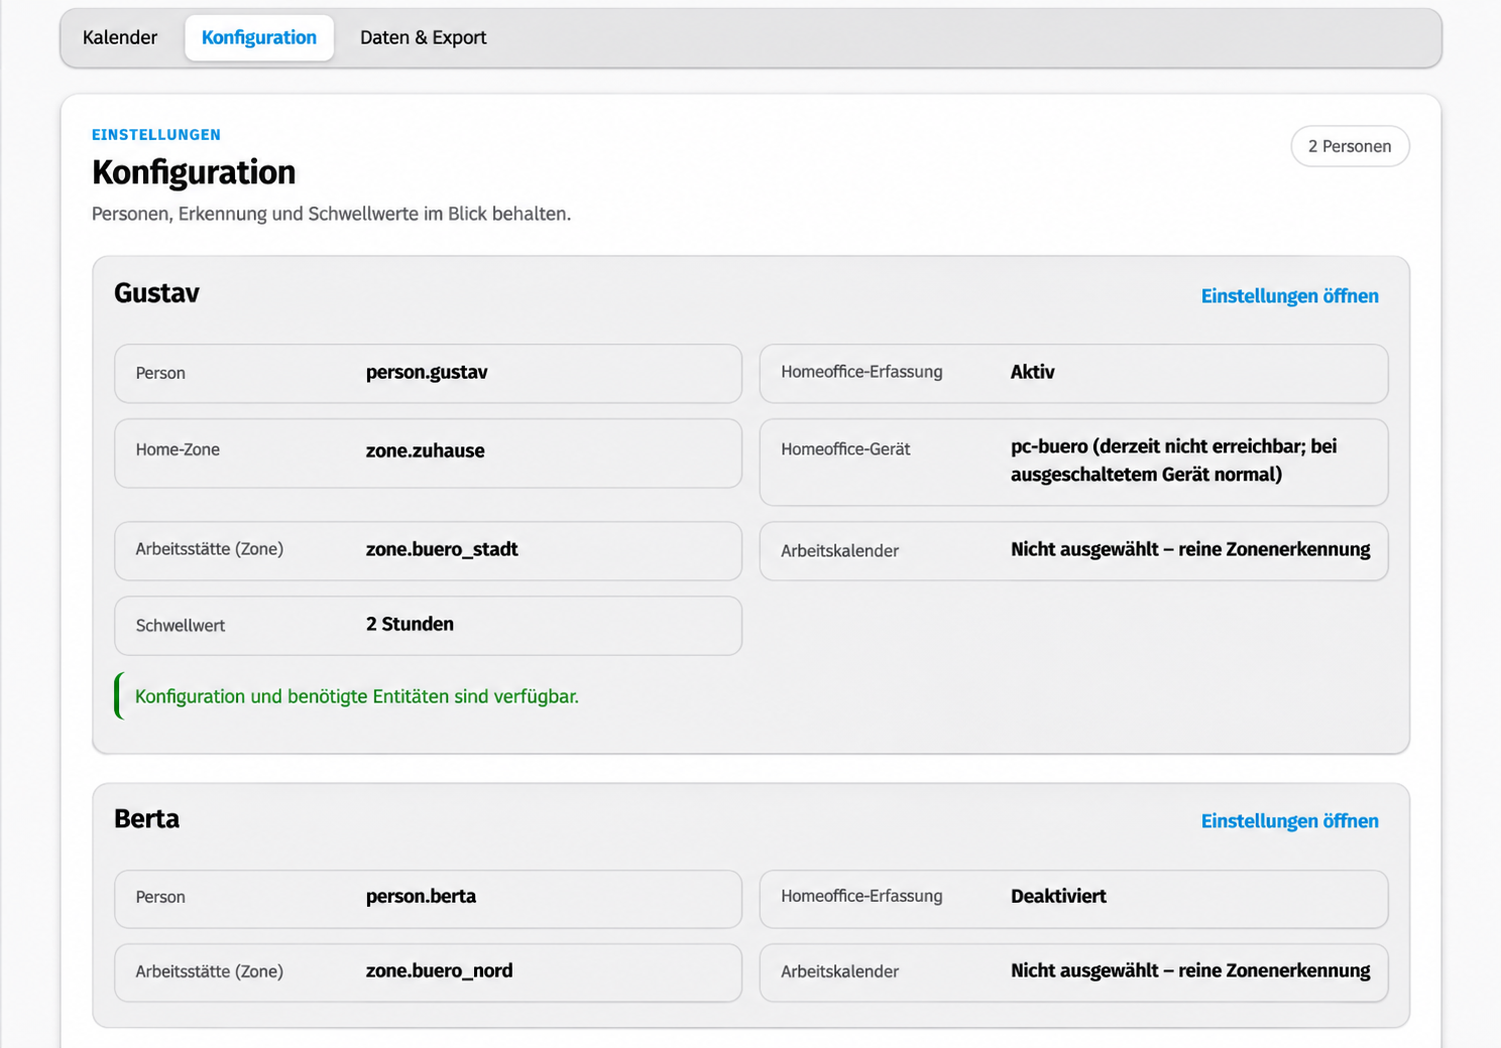 Kalender
Konfiguration
Daten & Export
EINSTELLUNGEN
Konfiguration
2 Personen
Personen, Erkennung und Schwellwerte im Blick behalten.
Gustav
Einstellungen öffnen
Person
person.gustav
Homeoffice-Erfassung
Aktiv
Home-Zone
zone.zuhause
Homeoffice-Gerät
pc-buero (derzeit nicht erreichbar; bei
ausgeschaltetem Gerät normal)
Arbeitsstätte (Zone)
zone.buero_stadt
Arbeitskalender
Nicht ausgewählt – reine Zonenerkennung
Schwellwert
2 Stunden
Konfiguration und benötigte Entitäten sind verfügbar.
Berta
Einstellungen öffnen
Person
person.berta
Homeoffice-Erfassung
Deaktiviert
Arbeitsstätte (Zone)
zone.buero_nord
Arbeitskalender
Nicht ausgewählt – reine Zonenerkennung